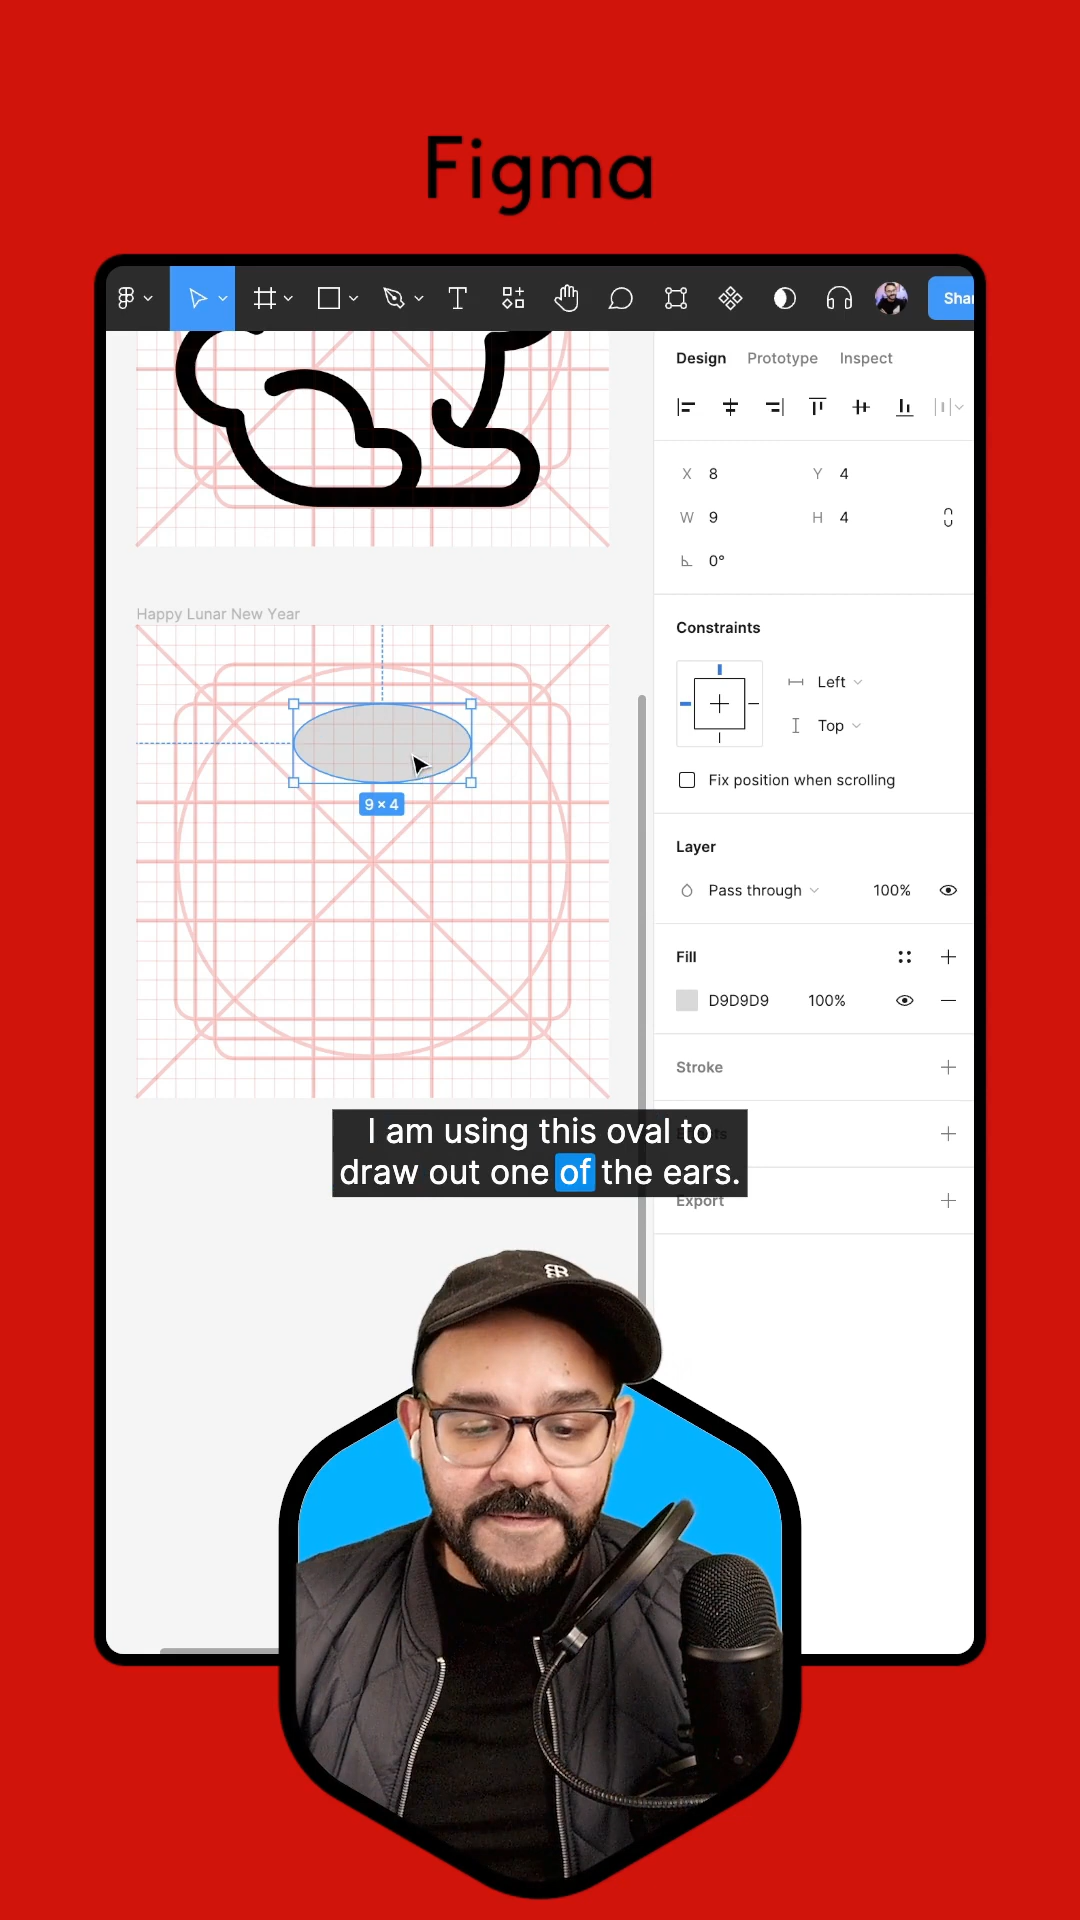 Figma
Design Prototype Inspect
X 8 Y 4
W 9 H 4
0°
Happy Lunar New Year
Constraints
Left
Top
9 × 4
Fix position when scrolling
Layer
Pass through 100%
Fill
D9D9D9 100%
Stroke
I am using this oval to
draw out one of the ears.
Export